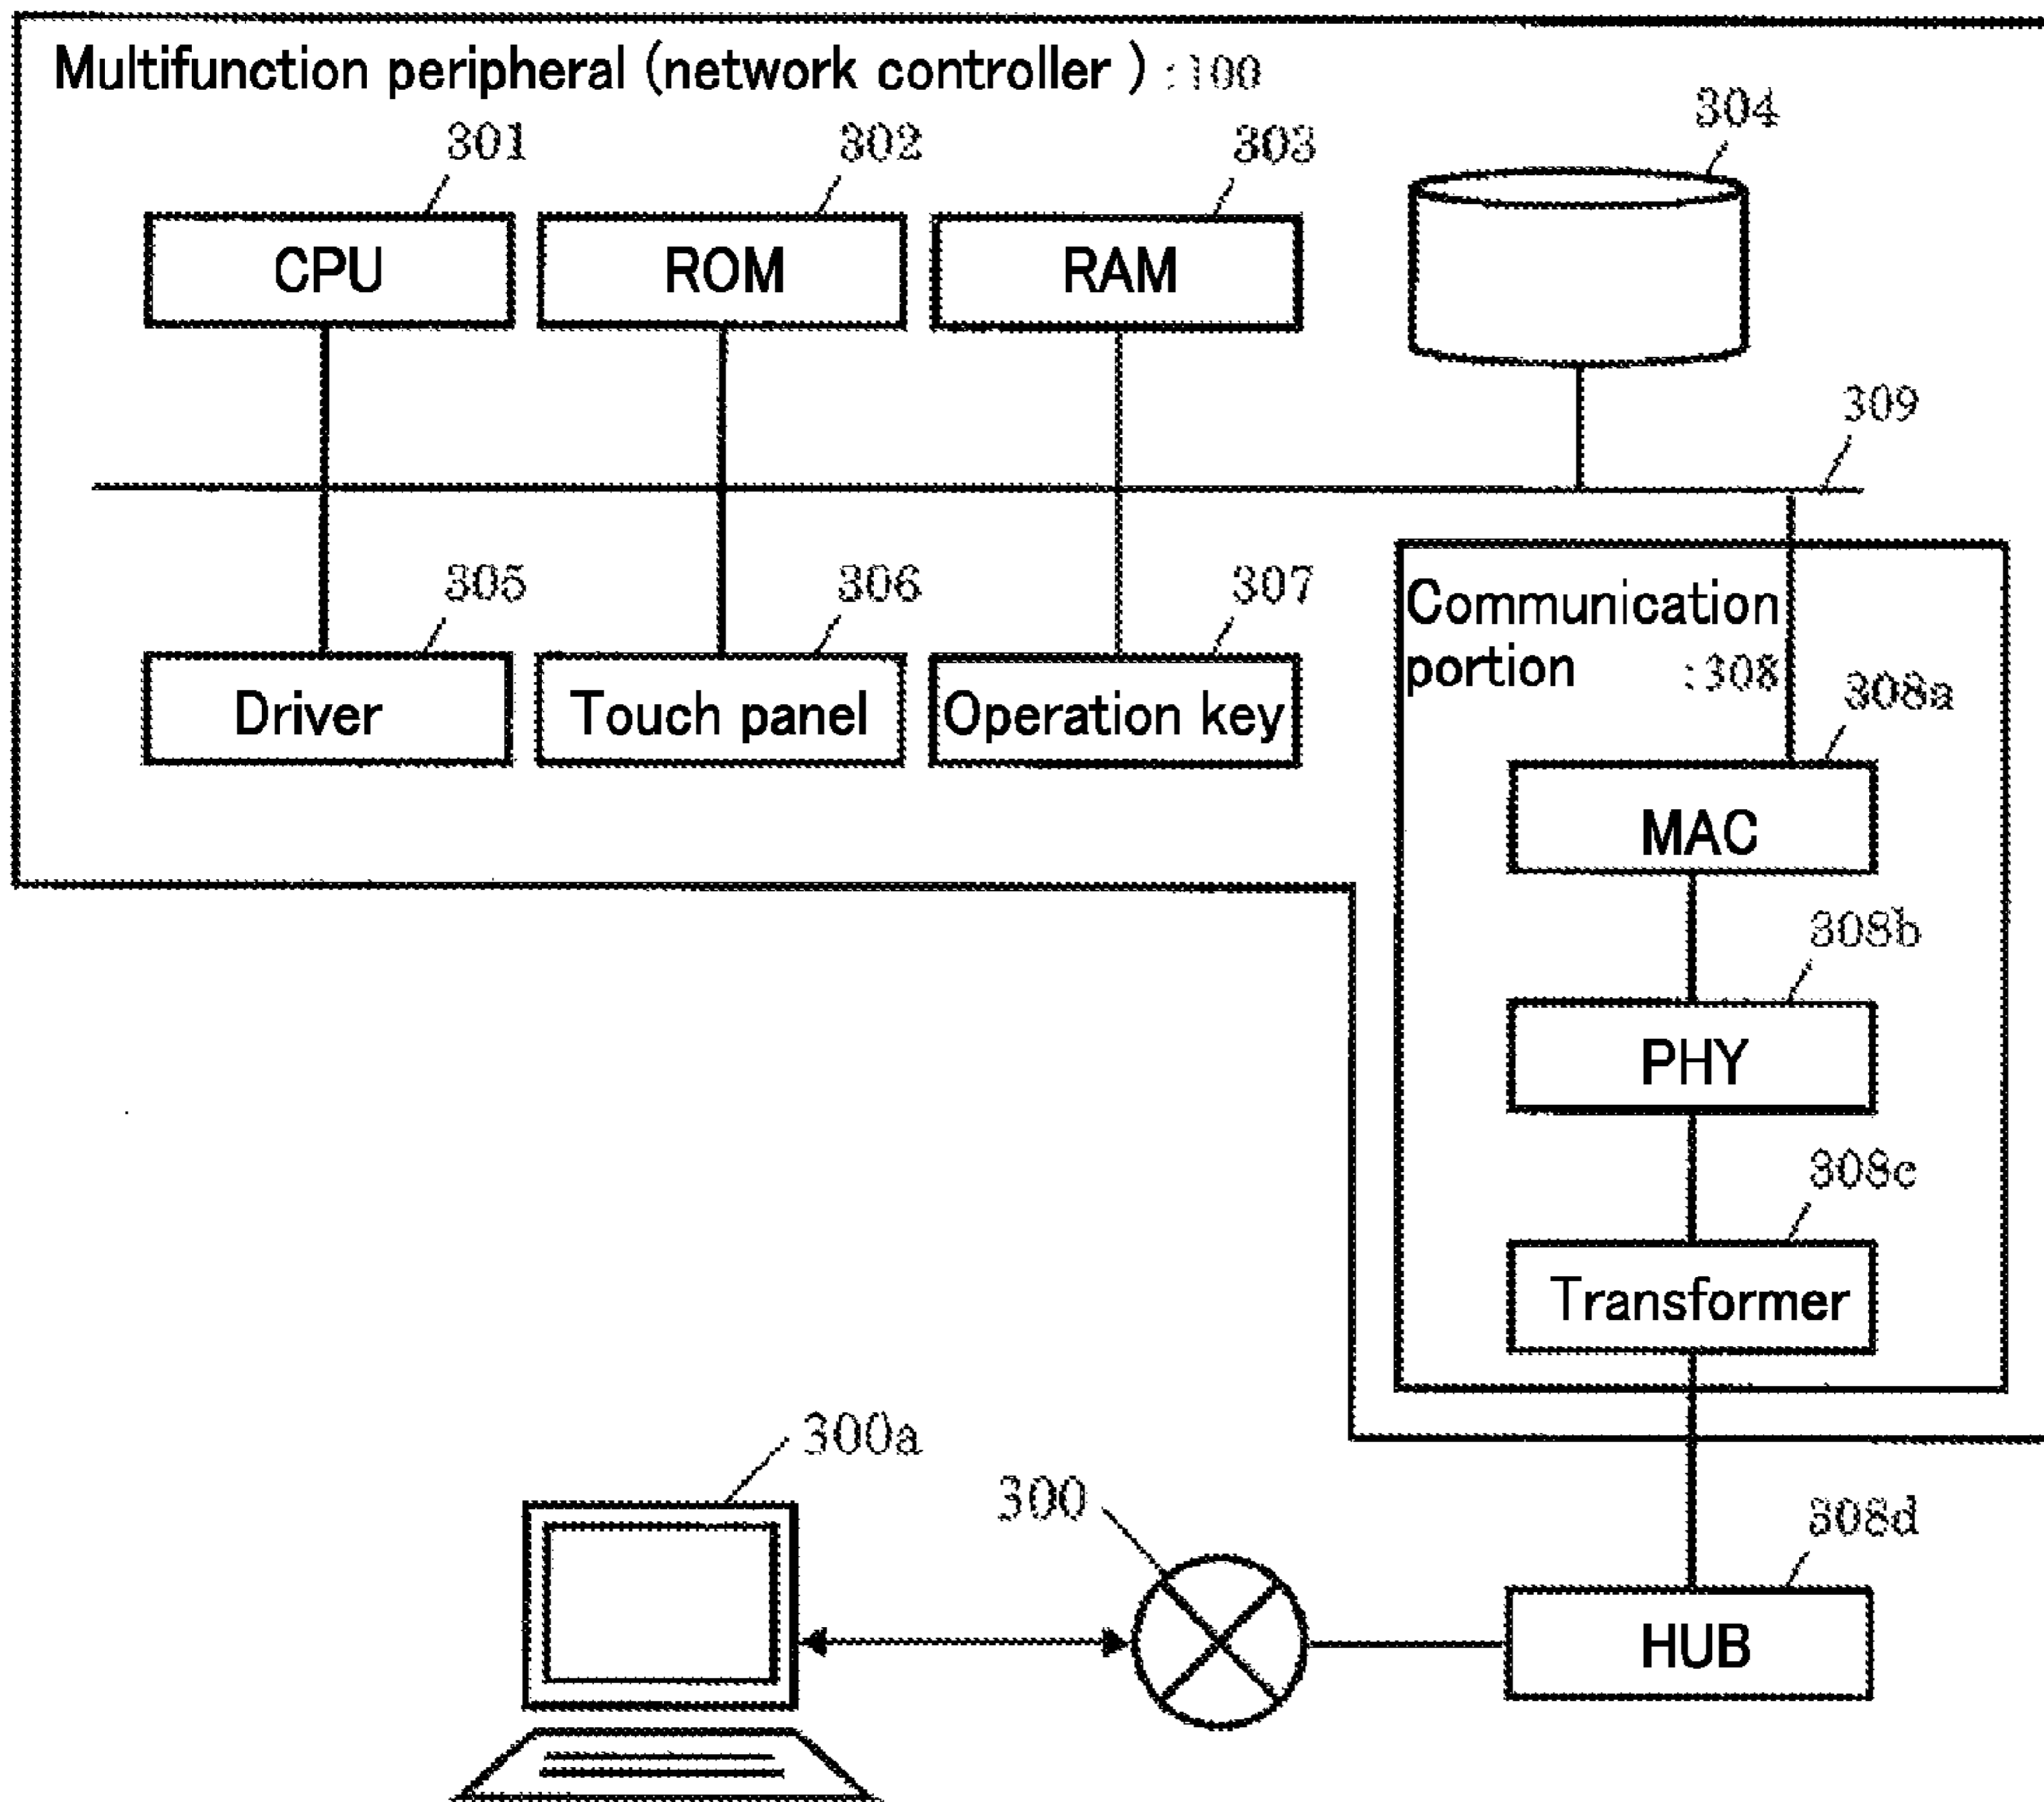 Multifunction peripheral (network controller ) :100
301
302
303
304
CPU
ROM
RAM
309
305
306
307
Driver
Touch panel
Operation key
Communication
portion :308
308a
MAC
308b
PHY
308c
Transformer
300a
300
308d
HUB